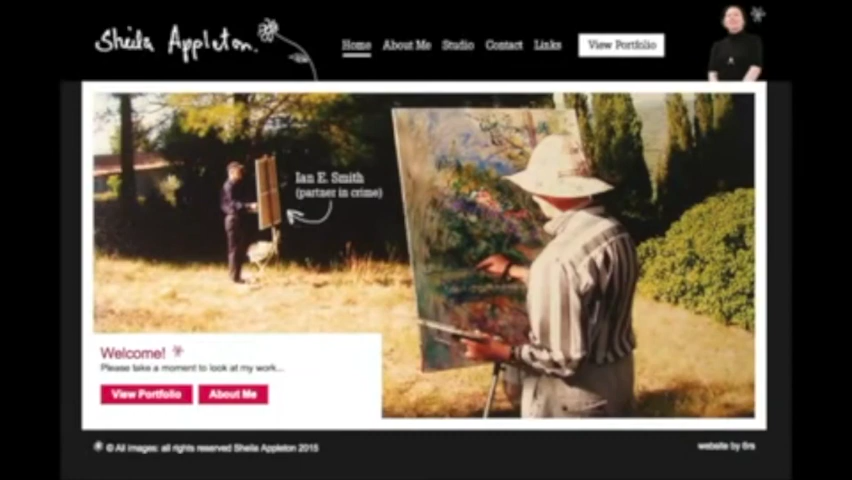 Sheila Appleton.
Home About Me Studio Contact Links View Portfolio
Ian E. Smith
(partner in crime)
Welcome!
Please take a moment to look at my work...
View Portfolio About Me
© All images: all rights reserved Sheila Appleton 2015
website by